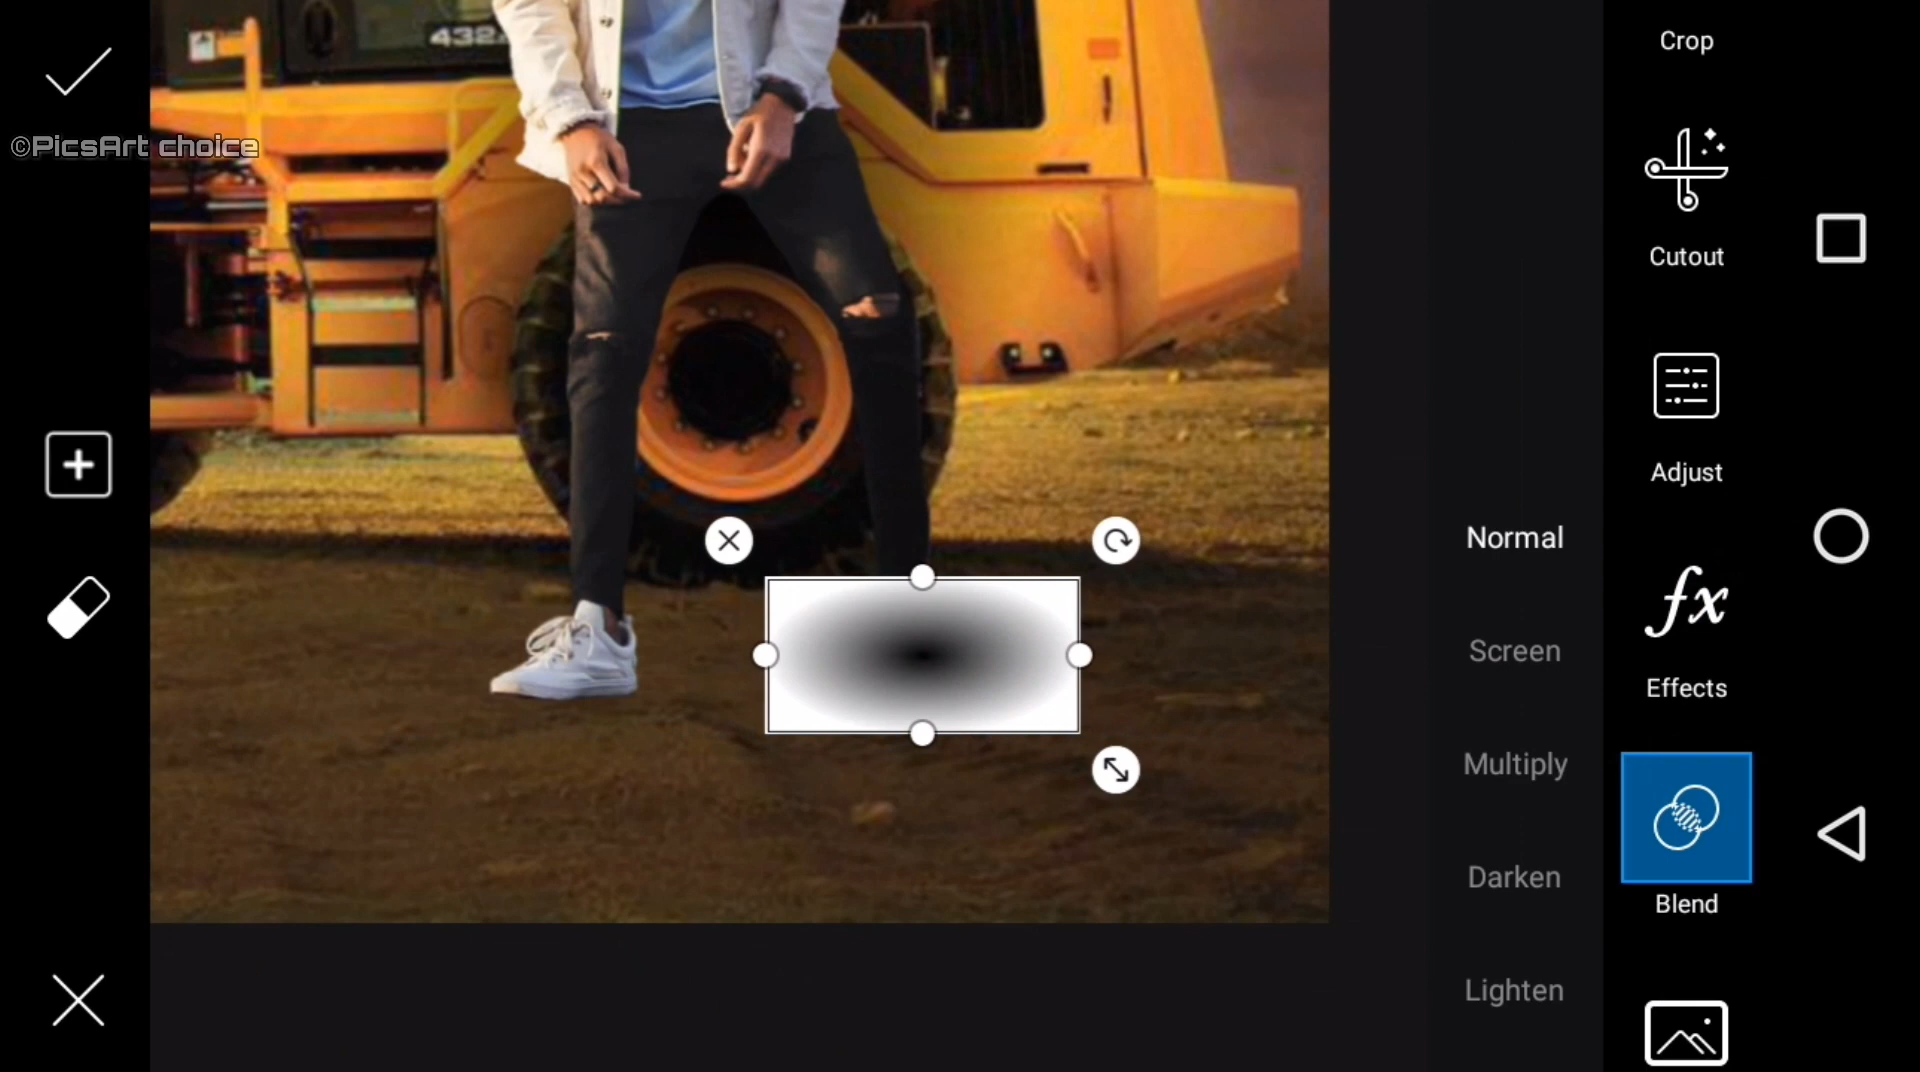 432
©PicsArt choice
Crop
Cutout
Adjust
Effects
Blend
Normal
Screen
Multiply
Darken
Lighten